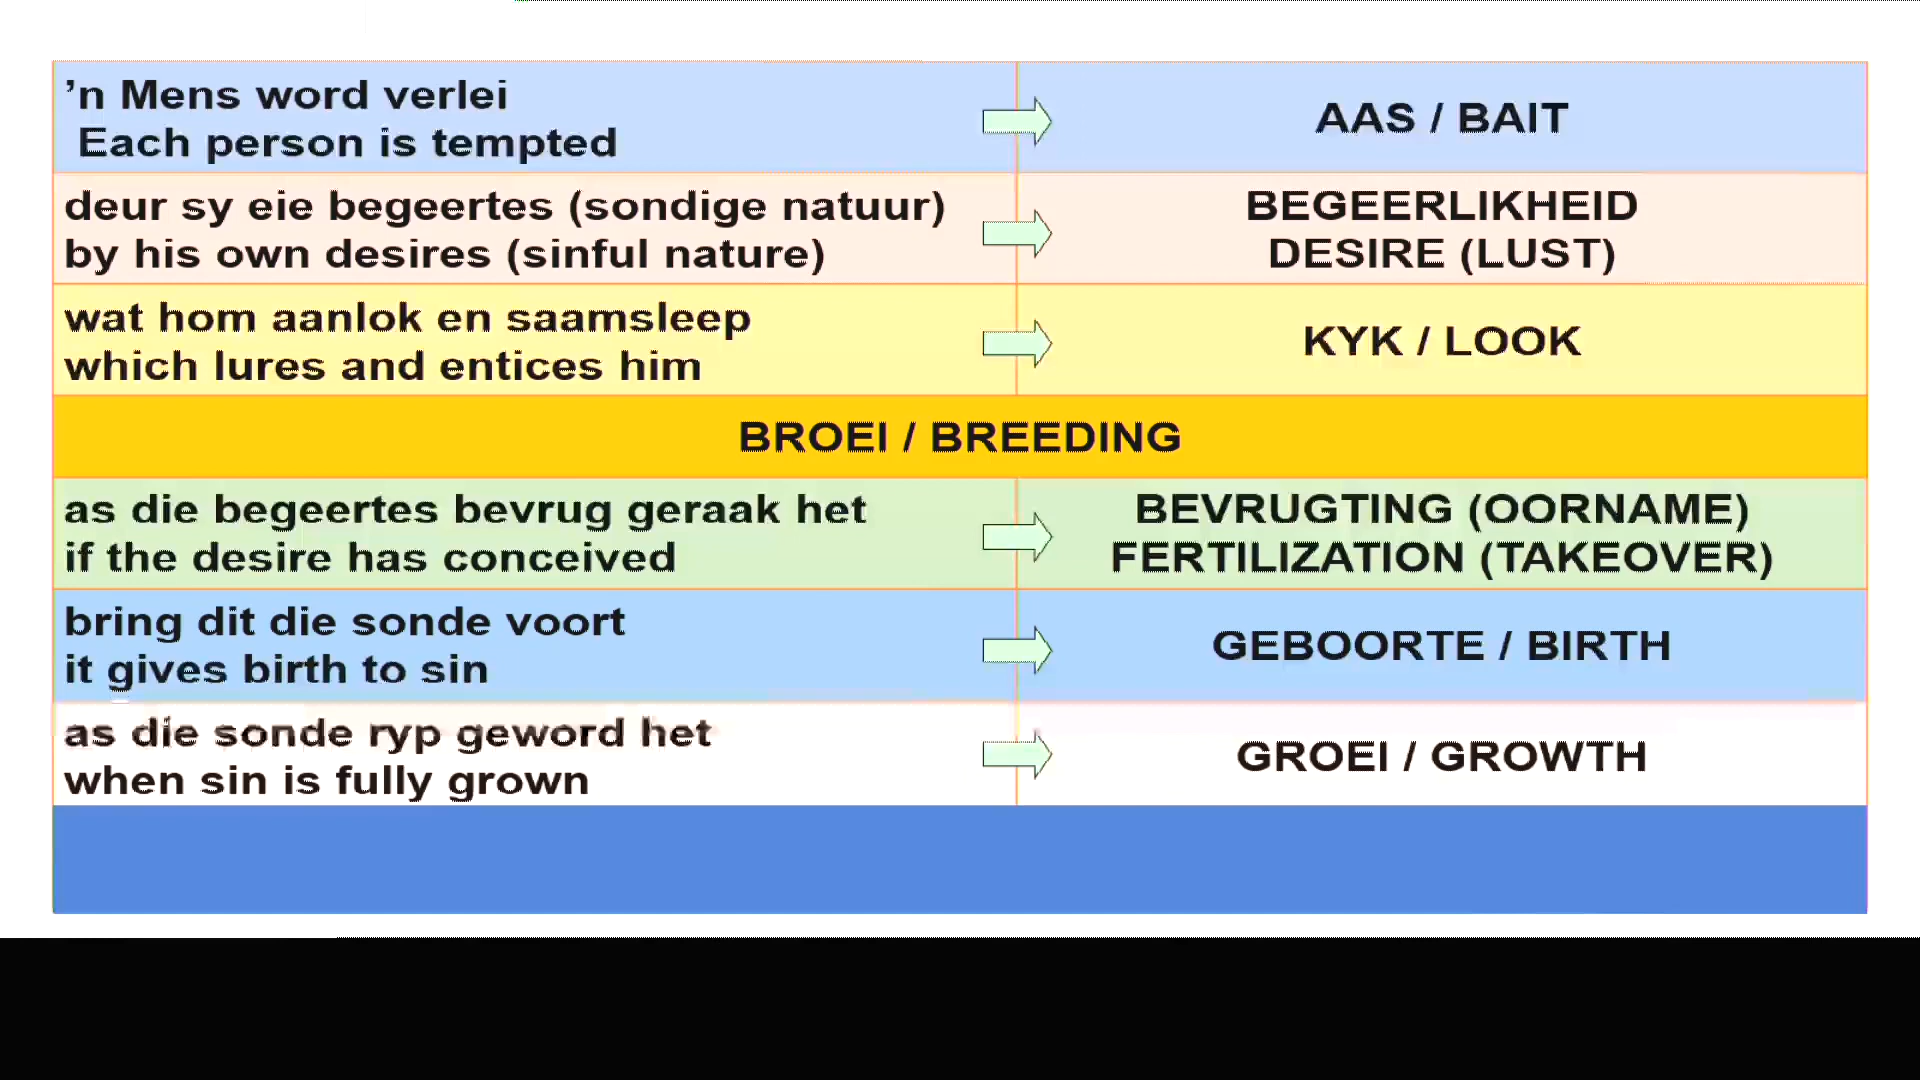 ’n Mens word verlei
Each person is tempted
AAS / BAIT
deur sy eie begeertes (sondige natuur)
by his own desires (sinful nature)
BEGEERLIKHEID
DESIRE (LUST)
wat hom aanlok en saamsleep
which lures and entices him
KYK / LOOK
BROEI / BREEDING
as die begeertes bevrug geraak het
if the desire has conceived
BEVRUGTING (OORNAME)
FERTILIZATION (TAKEOVER)
bring dit die sonde voort
it gives birth to sin
GEBOORTE / BIRTH
as die sonde ryp geword het
when sin is fully grown
GROEI / GROWTH